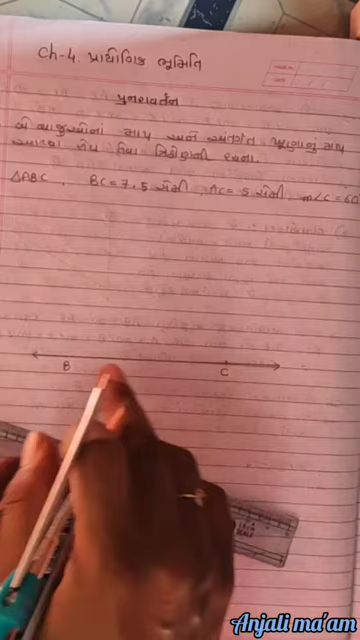 Ch-4. પ્રાયોગિક ભૂમિતિ
પુનરાવર્તન
બે બાજુઓના માપ અને અંતર્ગત ખૂણાનું માપ
આપ્યા હોય તેવા ત્રિકોણની રચના.
△ABC, BC = 7.5 સેમી, AC = 5 સેમી, m∠C = 60
B C
Anjali ma'am